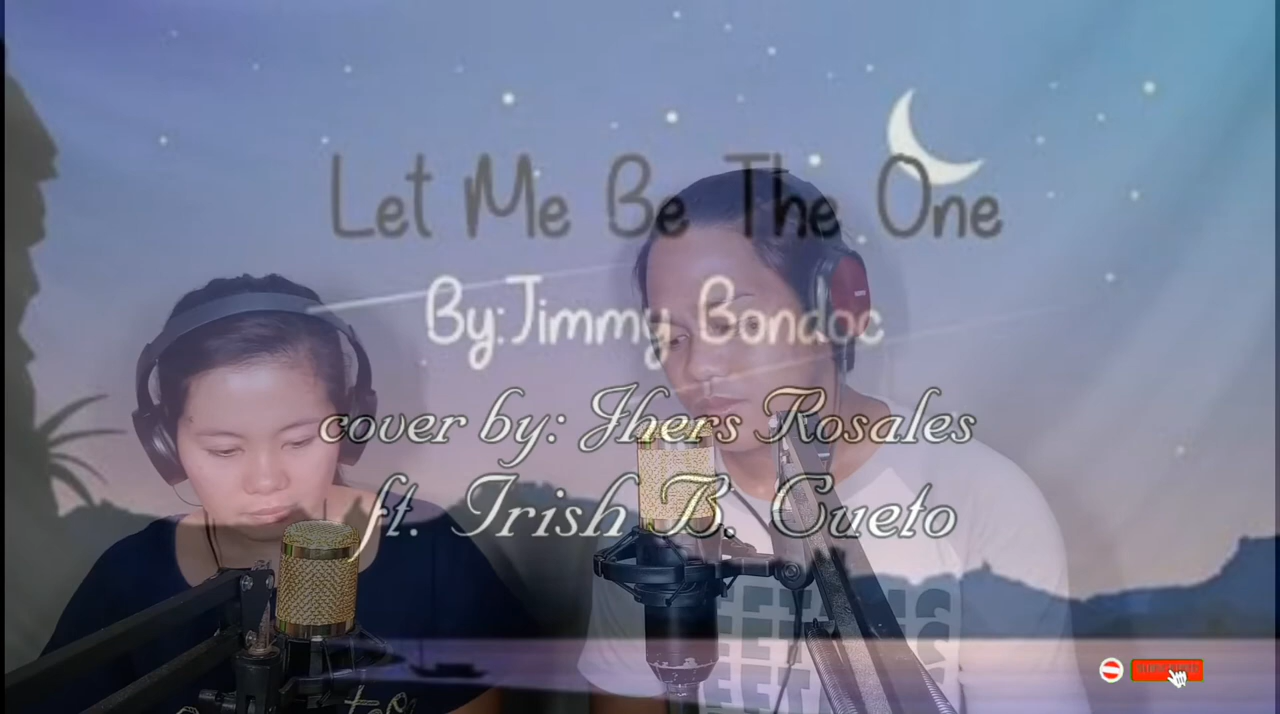 Let Me Be The One
By:Jimmy Bondoc
cover by: Jhers Rosales
ft. Irish B. Cueto